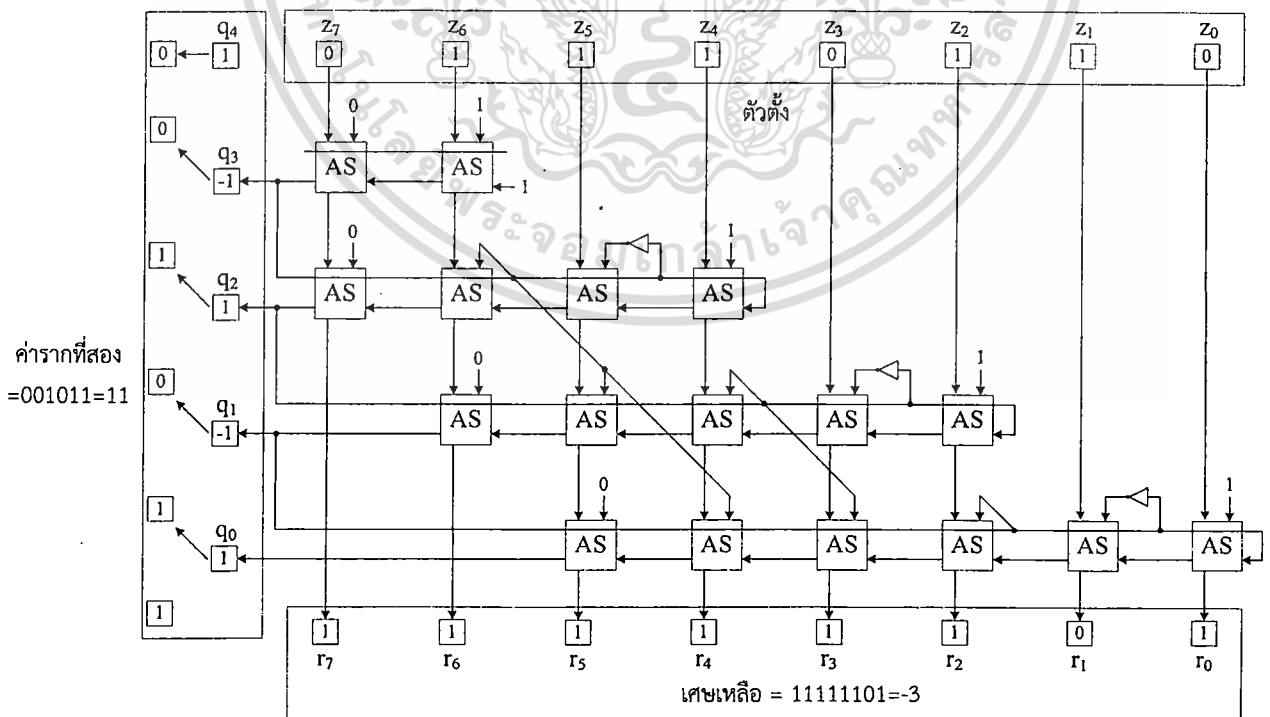 q4 z7 z6 z5 z4 z3 z2 z1 z0
0 1 0 1 1 1 0 1 1 0
ตัวตั้ง
0 0 1
q3 AS AS
-1 1
0 1
1 q2 AS AS AS AS
1
ค่ารากที่สอง
=001011=11
0 1
0 q1 AS AS AS AS AS
-1
0 1
1 q0 AS AS AS AS AS AS
1
1
1 1 1 1 1 1 0 1
r7 r6 r5 r4 r3 r2 r1 r0
เศษเหลือ = 11111101=-3